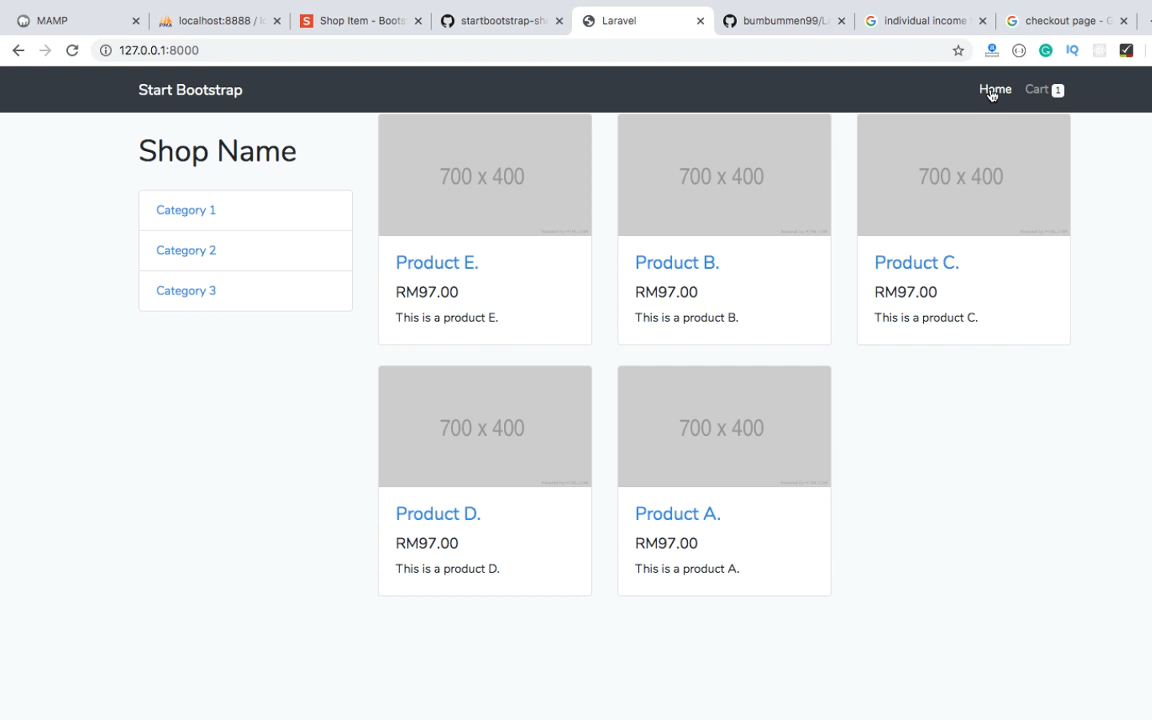 MAMP
localhost:8888 / lo
Shop Item - Boots
startbootstrap-sh
Laravel
bumbummen99/La
individual income
checkout page - G
127.0.0.1:8000
Start Bootstrap
Home
Cart 1
Shop Name
Category 1
Category 2
Category 3
700 x 400
Product E.
RM97.00
This is a product E.
700 x 400
Product B.
RM97.00
This is a product B.
700 x 400
Product C.
RM97.00
This is a product C.
700 x 400
Product D.
RM97.00
This is a product D.
700 x 400
Product A.
RM97.00
This is a product A.